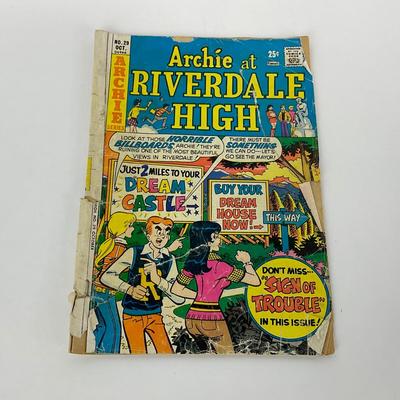 NO. 29
OCT.
ARCHIE
SERIES
Archie at
RIVERDALE
HIGH
25¢
LOOK AT THOSE HORRIBLE
BILLBOARDS, ARCHIE! THEY'RE
RUINING ONE OF THE MOST BEAUTIFUL
VIEWS IN RIVERDALE!
THERE MUST BE
SOMETHING
WE CAN DO--LET'S
GO SEE THE MAYOR!
JUST 2 MILES TO YOUR
DREAM
CASTLE
BUY YOUR
DREAM
HOUSE
NOW!
THIS WAY
DON'T MISS--
"SIGN OF
TROUBLE"
IN THIS ISSUE!